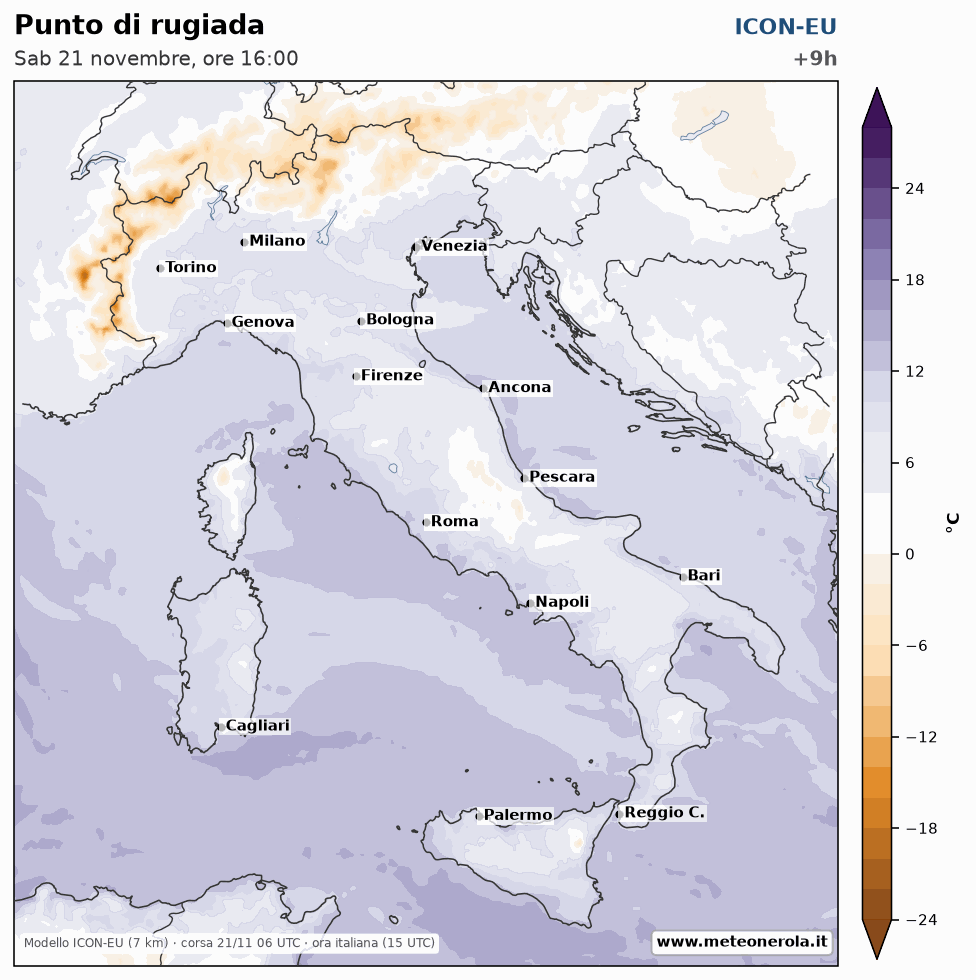 Punto di rugiada
ICON-EU
Sab 21 novembre, ore 16:00
+9h
Milano
Venezia
Torino
Genova
Bologna
Firenze
Ancona
Pescara
Roma
Bari
Napoli
Cagliari
Palermo
Reggio C.
24
18
12
6
0
−6
−12
−18
−24
°C
Modello ICON-EU (7 km) · corsa 21/11 06 UTC · ora italiana (15 UTC)
www.meteonerola.it